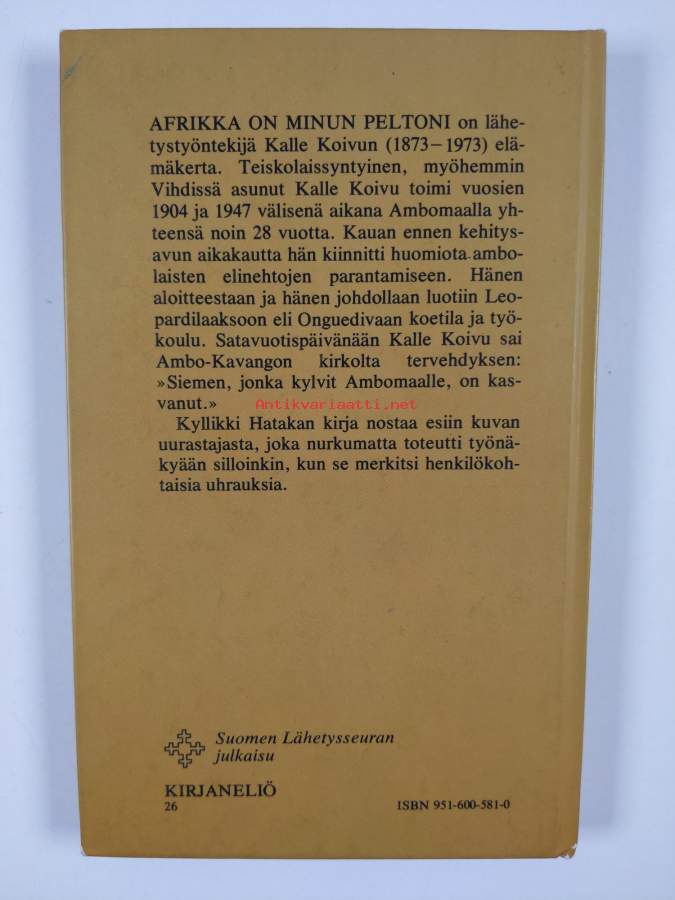 AFRIKKA ON MINUN PELTONI on lähe-
tystyöntekijä Kalle Koivun (1873–1973) elä-
mäkerta. Teiskolaissyntyinen, myöhemmin
Vihdissä asunut Kalle Koivu toimi vuosien
1904 ja 1947 välisenä aikana Ambomaalla yh-
teensä noin 28 vuotta. Kauan ennen kehitys-
avun aikakautta hän kiinnitti huomiota ambo-
laisten elinehtojen parantamiseen. Hänen
aloitteestaan ja hänen johdollaan luotiin Leo-
pardilaaksoon eli Onguedivaan koetila ja työ-
koulu. Satavuotispäivänään Kalle Koivu sai
Ambo-Kavangon kirkolta tervehdyksen:
»Siemen, jonka kylvit Ambomaalle, on kas-
vanut.»
Antikvariaatti.net
Kyllikki Hatakan kirja nostaa esiin kuvan
uurastajasta, joka nurkumatta toteutti työnä-
kyään silloinkin, kun se merkitsi henkilökoh-
taisia uhrauksia.
Suomen Lähetysseuran
julkaisu
KIRJANELIÖ
26 ISBN 951-600-581-0